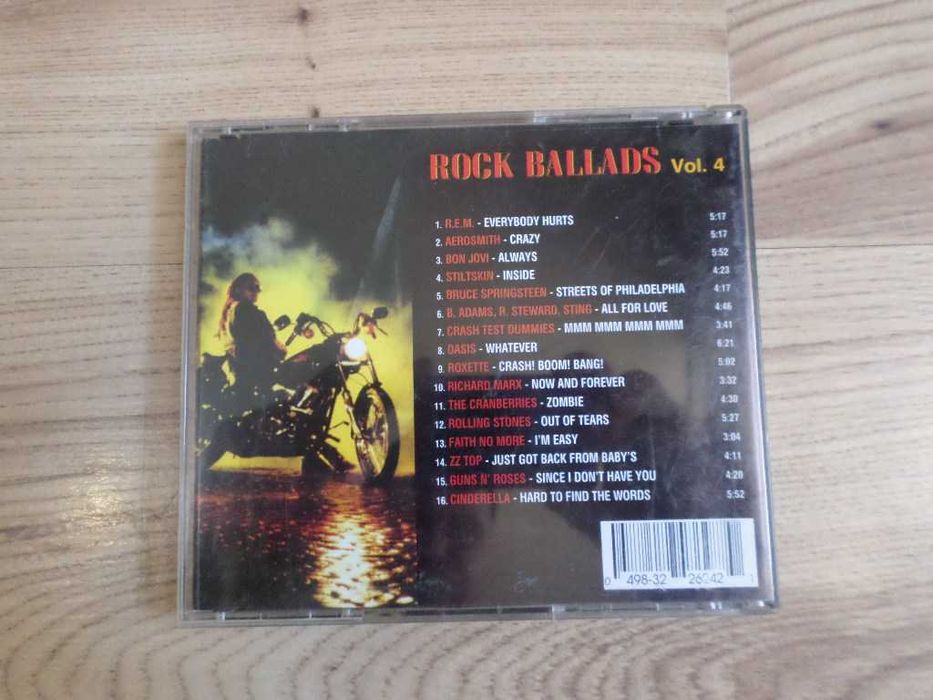 ROCK BALLADS Vol. 4
1. R.E.M. - EVERYBODY HURTS 5:17
2. AEROSMITH - CRAZY 5:17
3. BON JOVI - ALWAYS 5:52
4. STILTSKIN - INSIDE 4:23
5. BRUCE SPRINGSTEEN - STREETS OF PHILADELPHIA 4:17
6. B. ADAMS, R. STEWARD, STING - ALL FOR LOVE 4:46
7. CRASH TEST DUMMIES - MMM MMM MMM MMM 3:41
8. OASIS - WHATEVER 6:21
9. ROXETTE - CRASH! BOOM! BANG! 5:02
10. RICHARD MARX - NOW AND FOREVER 3:32
11. THE CRANBERRIES - ZOMBIE 4:30
12. ROLLING STONES - OUT OF TEARS 5:27
13. FAITH NO MORE - I'M EASY 3:04
14. ZZ TOP - JUST GOT BACK FROM BABY'S 4:11
15. GUNS N' ROSES - SINCE I DON'T HAVE YOU 4:20
16. CINDERELLA - HARD TO FIND THE WORDS 5:52
0 498-32 26242 1